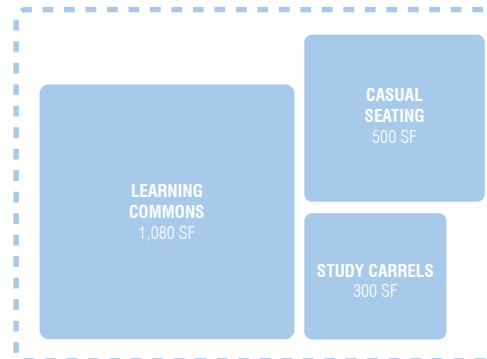 LEARNING
COMMONS
1,080 SF
CASUAL
SEATING
500 SF
STUDY CARRELS
300 SF